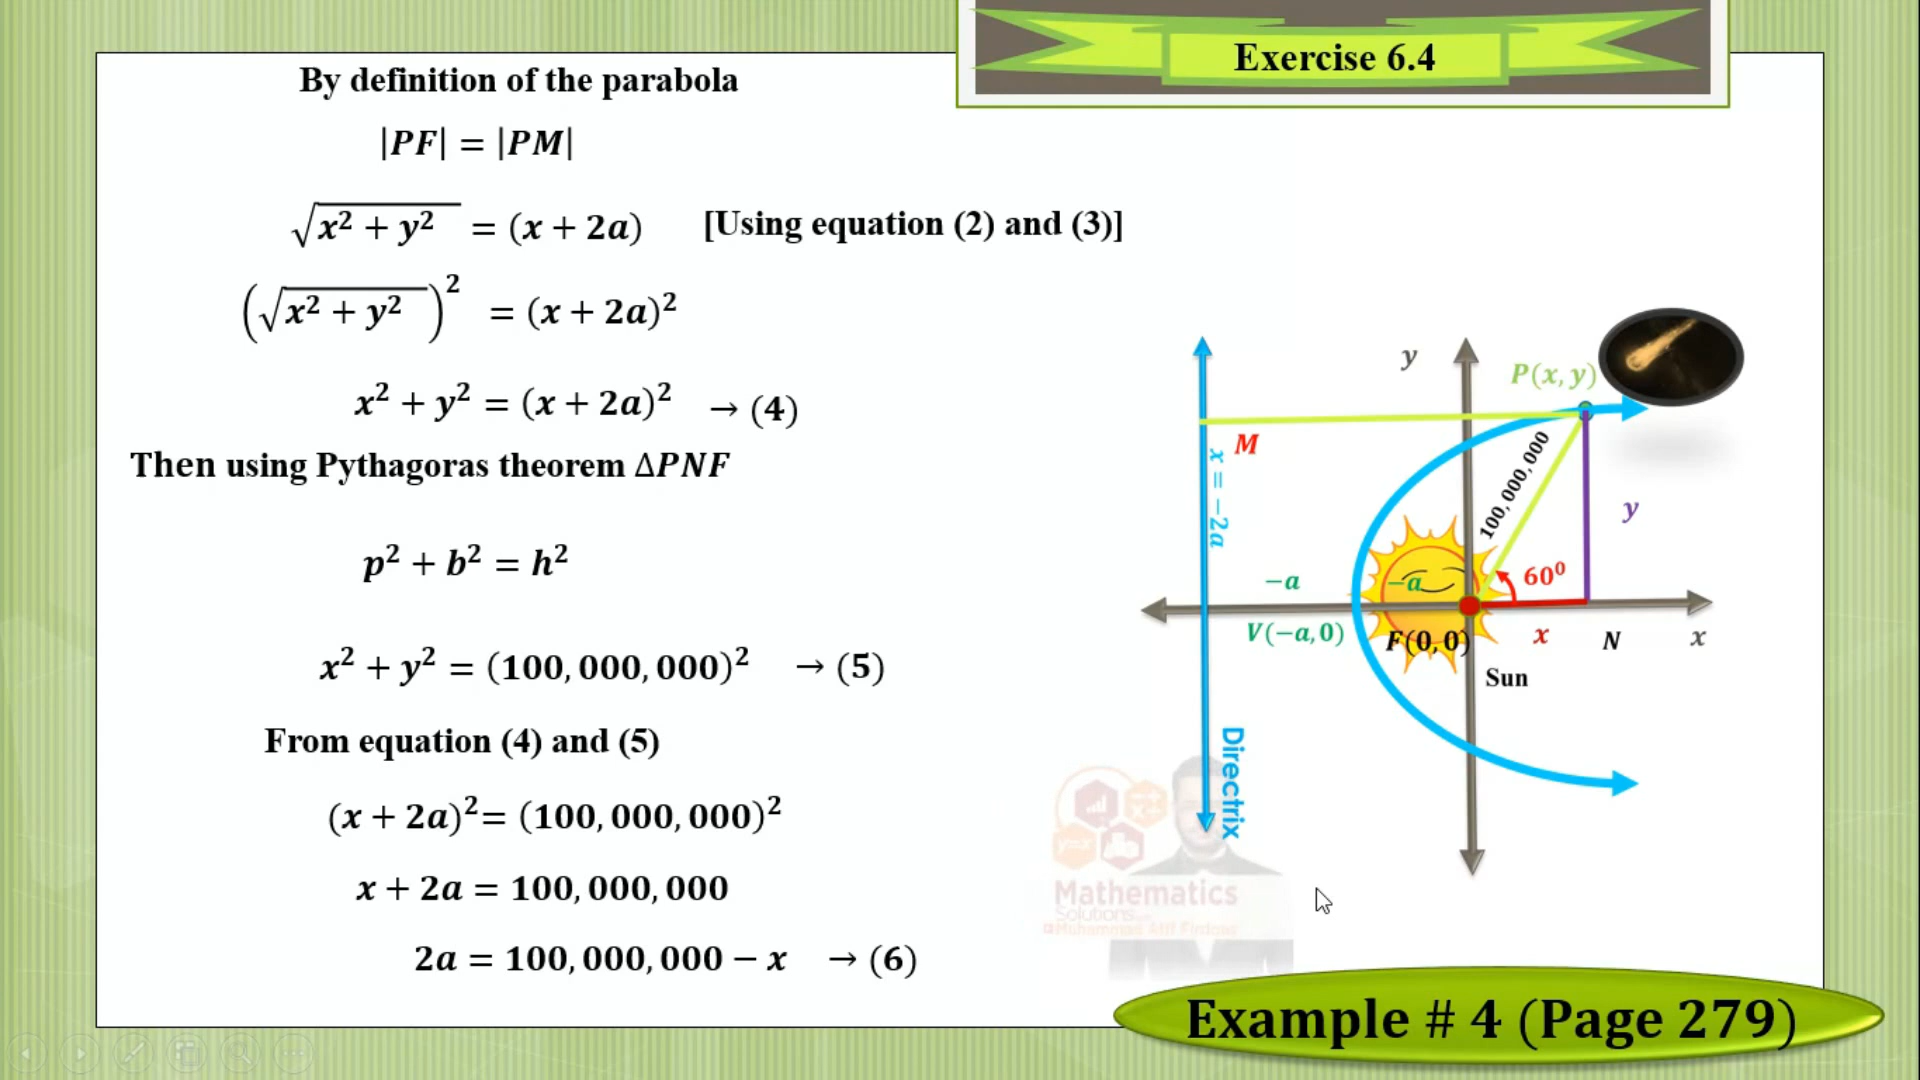 Exercise 6.4
By definition of the parabola
|PF| = |PM|
√x² + y² = (x + 2a) [Using equation (2) and (3)]
(√x² + y²)² = (x + 2a)²
x² + y² = (x + 2a)² → (4)
Then using Pythagoras theorem ΔPNF
p² + b² = h²
x² + y² = (100,000,000)² → (5)
From equation (4) and (5)
(x + 2a)²= (100,000,000)²
x + 2a = 100,000,000
2a = 100,000,000 − x → (6)
y
P(x, y)
M
x = −2a
100,000,000
y
−a
−a
60⁰
V(−a, 0)
F(0, 0)
x
N
x
Sun
Directrix
y=x
Mathematics
Solutions
Muhammad Atif
Example # 4 (Page 279)